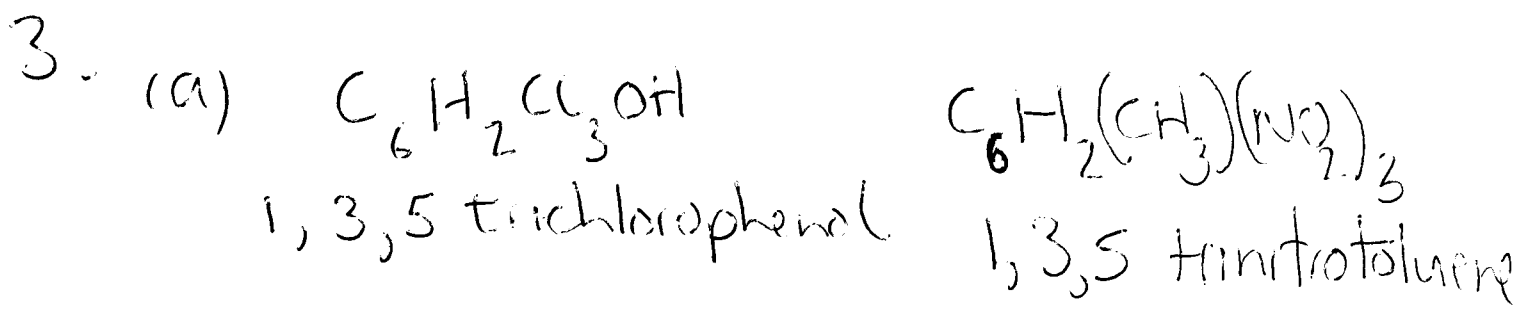 3. (a) C₆H₂Cl₃OH C₆H₂(CH₃)(NO₂)₃
1,3,5 trichlorophenol 1,3,5 trinitrotoluene